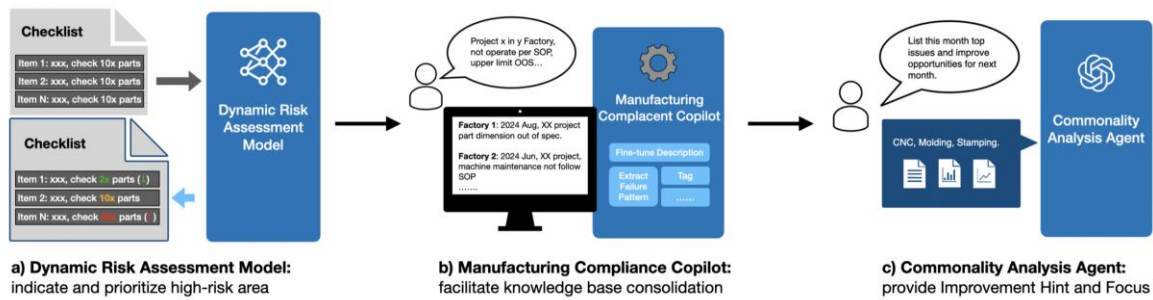 Checklist
Item 1: xxx, check 10x parts
Item 2: xxx, check 10x parts
Item N: xxx, check 10x parts
Checklist
Item 1: xxx, check 2x parts (↓)
Item 2: xxx, check 10x parts
Item N: xxx, check parts (↑)
Dynamic Risk
Assessment
Model
a) Dynamic Risk Assessment Model:
indicate and prioritize high-risk area
Project x in y Factory,
not operate per SOP,
upper limit OOS...
Factory 1: 2024 Aug, XX project
part dimension out of spec.
Factory 2: 2024 Jun, XX project,
machine maintenance not follow
SOP
.......
Manufacturing
Complacent Copilot
Fine-tune Description
Extract
Failure
Pattern
Tag
......
b) Manufacturing Compliance Copilot:
facilitate knowledge base consolidation
List this month top
issues and improve
opportunities for next
month.
CNC, Molding, Stamping.
Commonality
Analysis Agent
c) Commonality Analysis Agent:
provide Improvement Hint and Focus